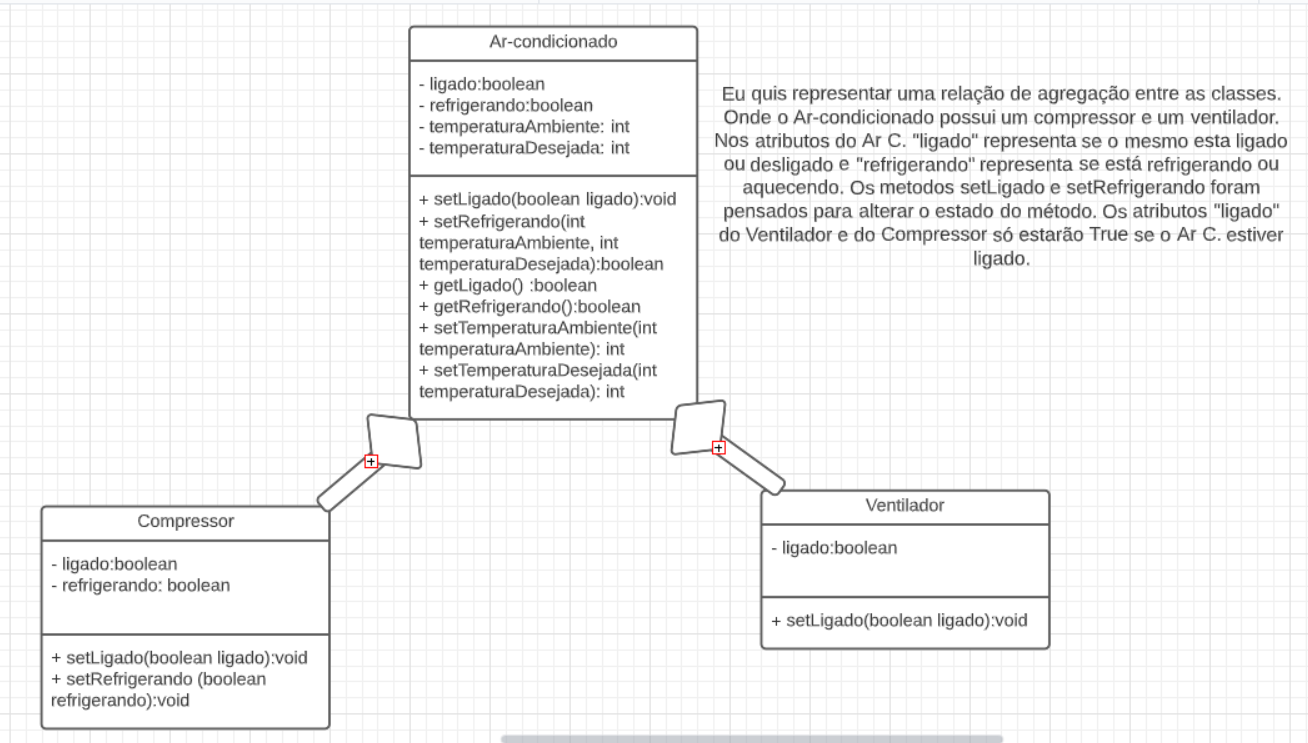 Ar-condicionado
- ligado:boolean
- refrigerando:boolean
- temperaturaAmbiente: int
- temperaturaDesejada: int
+ setLigado(boolean ligado):void
+ setRefrigerando(int
temperaturaAmbiente, int
temperaturaDesejada):boolean
+ getLigado() :boolean
+ getRefrigerando():boolean
+ setTemperaturaAmbiente(int
temperaturaAmbiente): int
+ setTemperaturaDesejada(int
temperaturaDesejada): int
Eu quis representar uma relação de agregação entre as classes.
Onde o Ar-condicionado possui um compressor e um ventilador.
Nos atributos do Ar C. "ligado" representa se o mesmo esta ligado
ou desligado e "refrigerando" representa se está refrigerando ou
aquecendo. Os metodos setLigado e setRefrigerando foram
pensados para alterar o estado do método. Os atributos "ligado"
do Ventilador e do Compressor só estarão True se o Ar C. estiver
ligado.
Compressor
- ligado:boolean
- refrigerando: boolean
+ setLigado(boolean ligado):void
+ setRefrigerando (boolean
refrigerando):void
Ventilador
- ligado:boolean
+ setLigado(boolean ligado):void